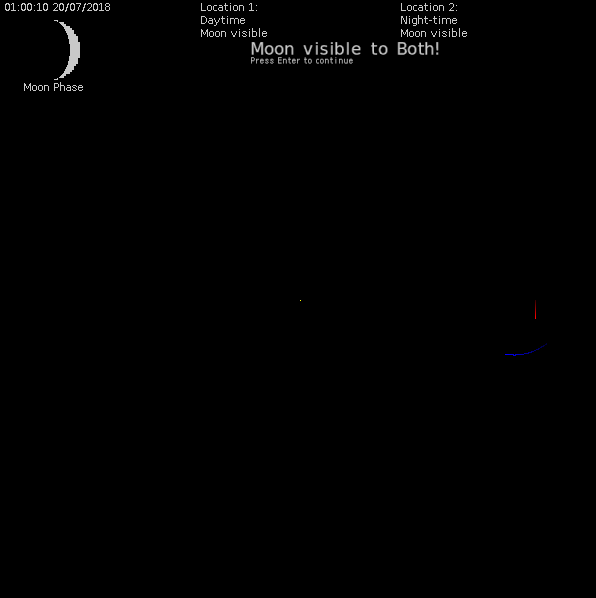 01:00:10 20/07/2018
Location 1:
Daytime
Moon visible
Location 2:
Night-time
Moon visible
Moon visible to Both!
Press Enter to continue
Moon Phase